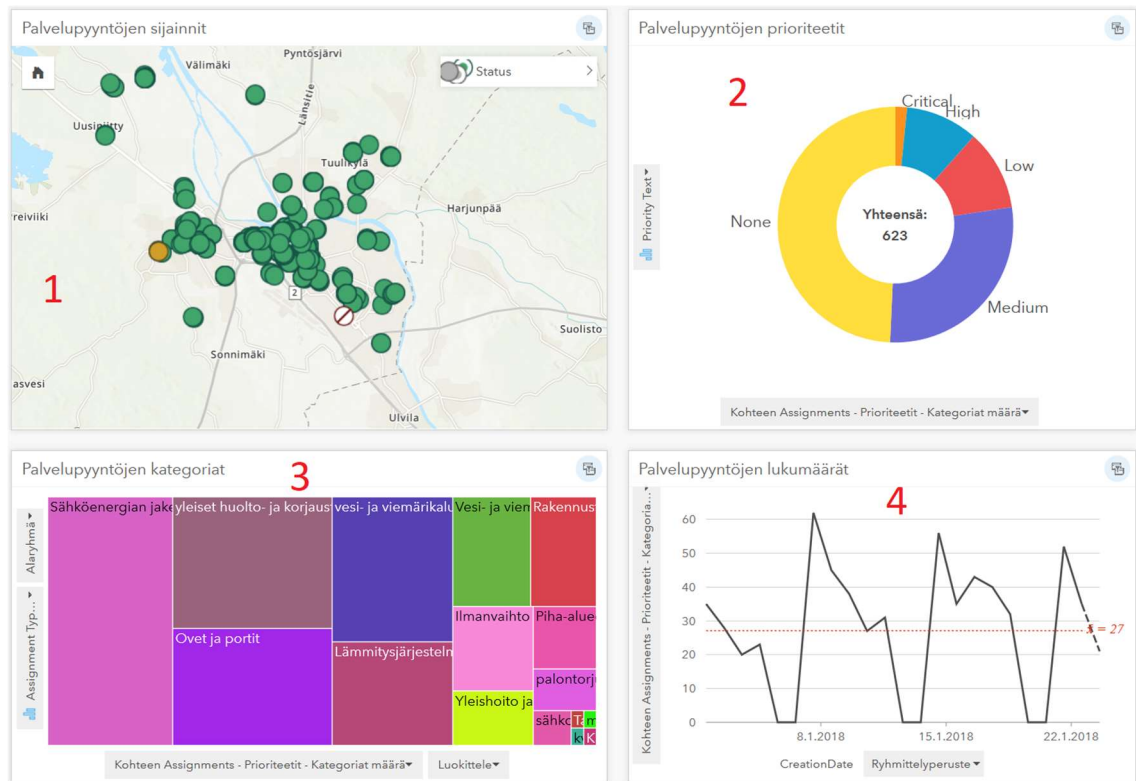 Palvelupyyntöjen sijainnit
Pyntösjärvi
Välimäki
Status
Länsitie
Uusiniitty
Tuulikylä
Harjunpää
reiviiki
1
2
Suolisto
Sonnimäki
asvesi
Ulvila
Palvelupyyntöjen prioriteetit
2
Critical
High
Low
Priority Text
None
Yhteensä:
623
Medium
Kohteen Assignments - Prioriteetit - Kategoriat määrä
Palvelupyyntöjen kategoriat
3
Alaryhmä
Assignment Typ...
Sähköenergian jake
yleiset huolto- ja korjaus
vesi- ja viemärikalu
Vesi- ja viem
Rakennus
Ovet ja portit
Lämmitysjärjesteln
Ilmanvaihto
Piha-alue
palontorj
Yleishoito ja
sähkö
T
m
k
K
Kohteen Assignments - Prioriteetit - Kategoriat määrä
Luokittele
Palvelupyyntöjen lukumäärät
4
Kohteen Assignments - Prioriteetit - Kategoria...
60
50
40
30
20
10
0
= 27
8.1.2018
15.1.2018
22.1.2018
CreationDate
Ryhmittelyperuste